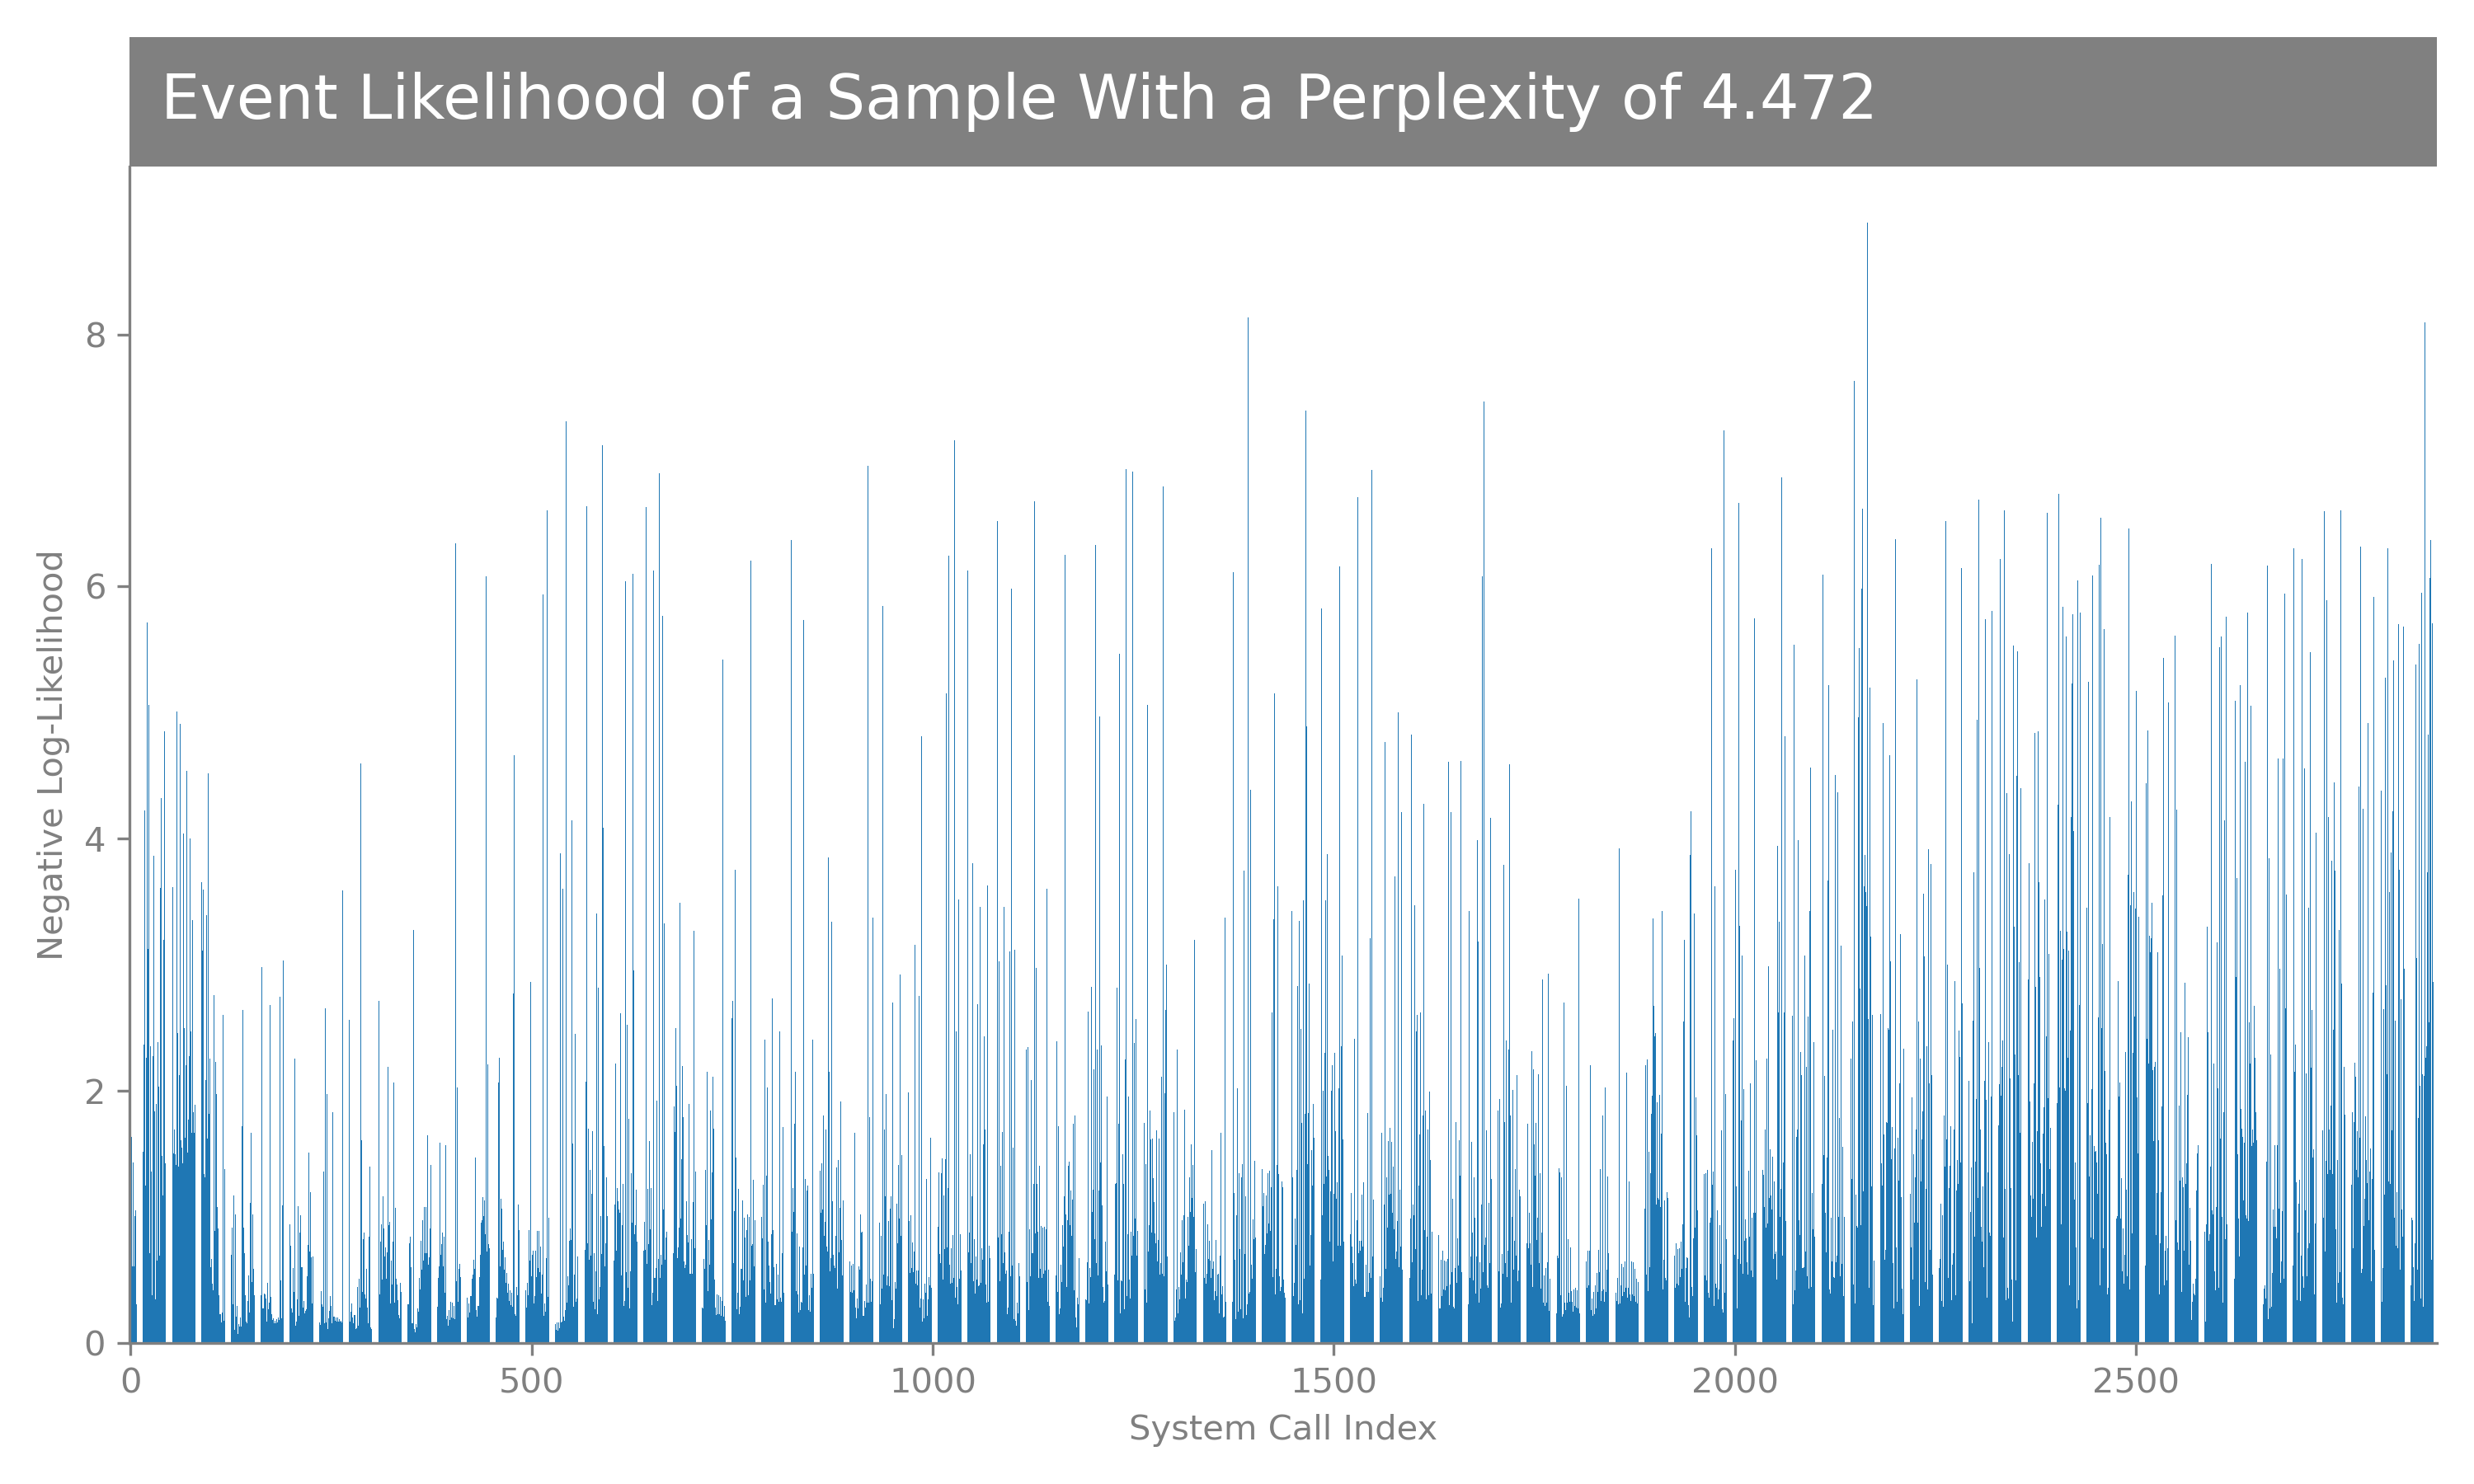 Event Likelihood of a Sample With a Perplexity of 4.472
Negative Log-Likelihood
8
6
4
2
0
0 500 1000 1500 2000 2500
System Call Index